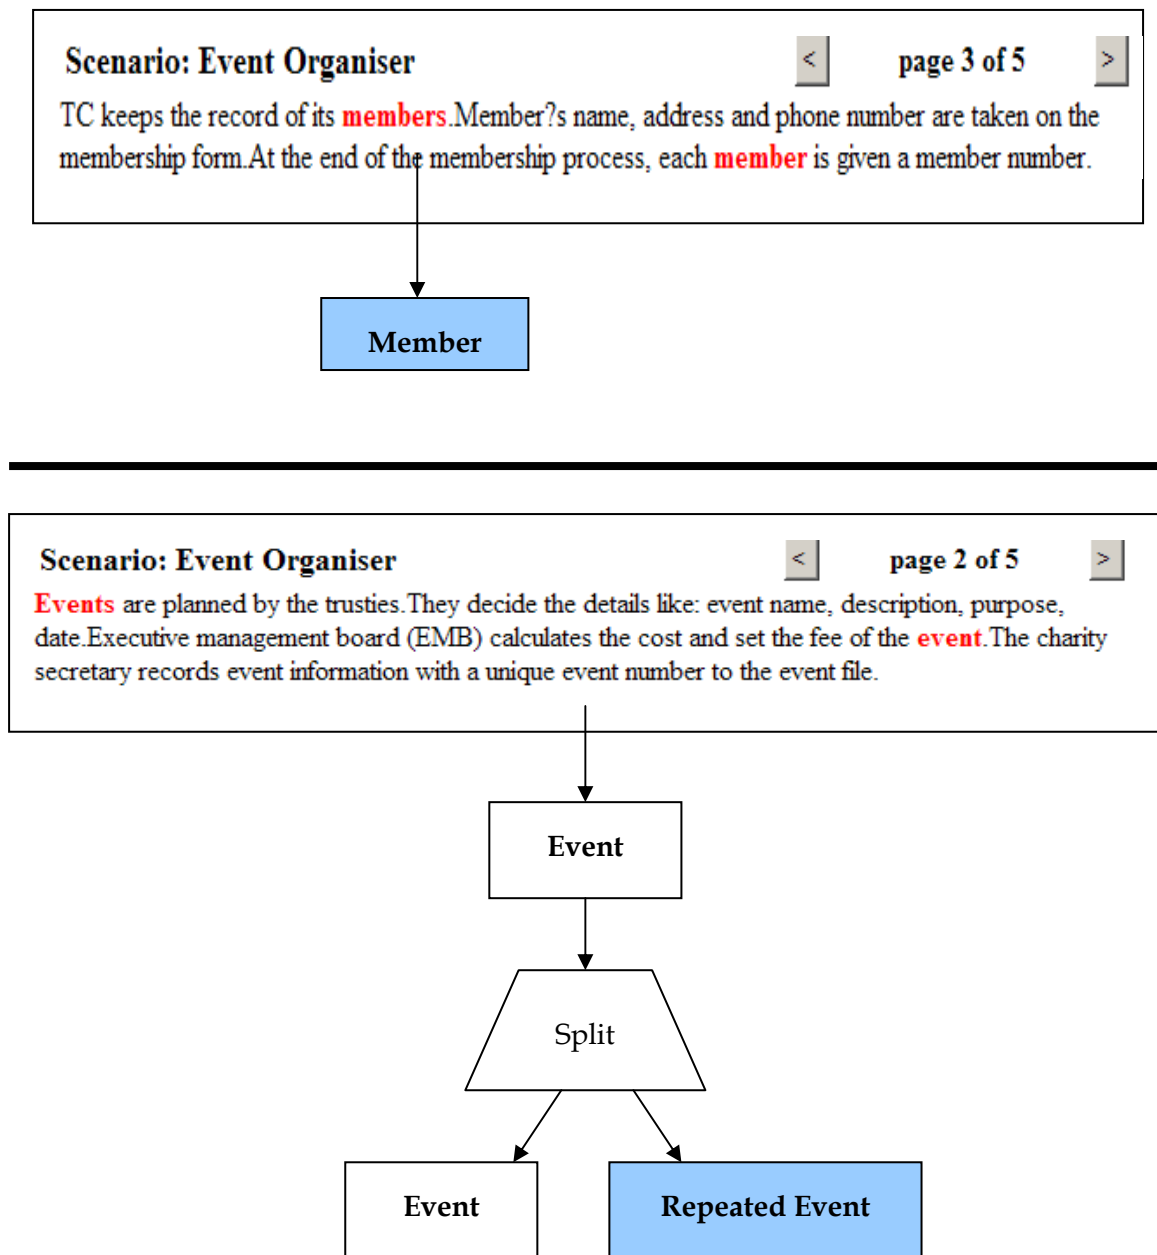 Scenario: Event Organiser < page 3 of 5 >
TC keeps the record of its members.Member?s name, address and phone number are taken on the
membership form.At the end of the membership process, each member is given a member number.
Member
Scenario: Event Organiser < page 2 of 5 >
Events are planned by the trusties.They decide the details like: event name, description, purpose,
date.Executive management board (EMB) calculates the cost and set the fee of the event.The charity
secretary records event information with a unique event number to the event file.
Event
Split
Event Repeated Event